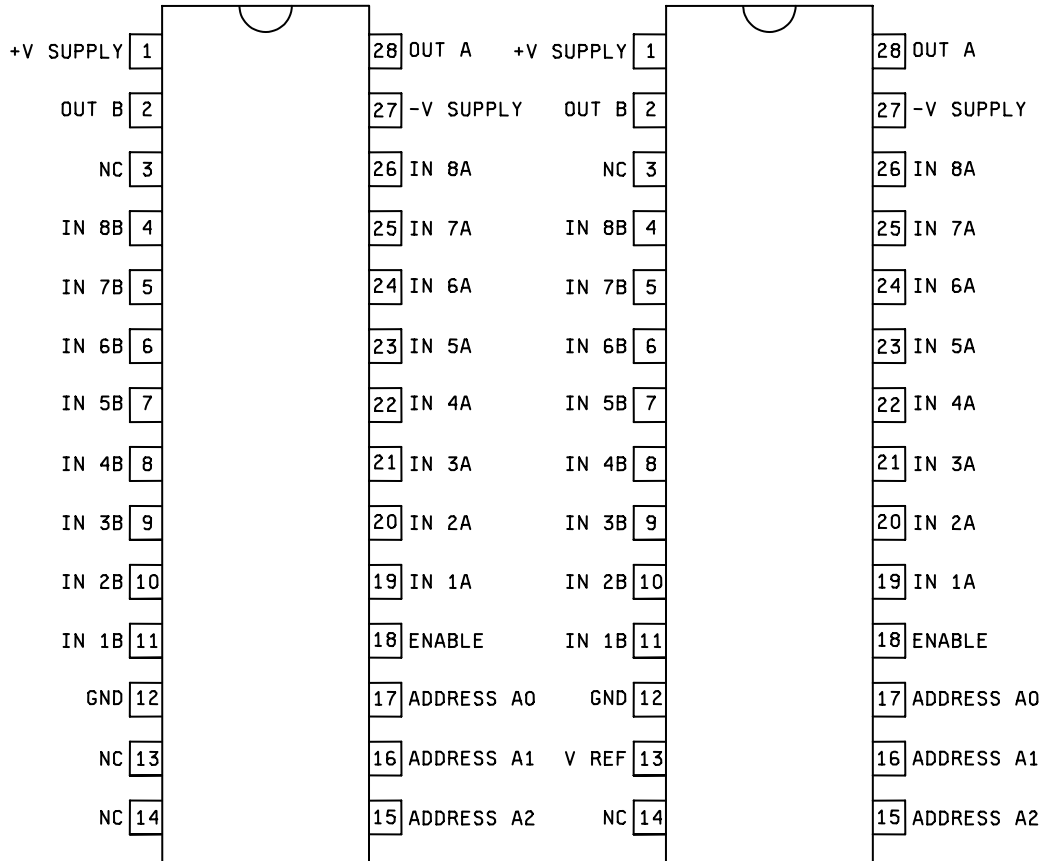 +V SUPPLY 1 28 OUT A +V SUPPLY 1 28 OUT A
OUT B 2 27 -V SUPPLY OUT B 2 27 -V SUPPLY
NC 3 26 IN 8A NC 3 26 IN 8A
IN 8B 4 25 IN 7A IN 8B 4 25 IN 7A
IN 7B 5 24 IN 6A IN 7B 5 24 IN 6A
IN 6B 6 23 IN 5A IN 6B 6 23 IN 5A
IN 5B 7 22 IN 4A IN 5B 7 22 IN 4A
IN 4B 8 21 IN 3A IN 4B 8 21 IN 3A
IN 3B 9 20 IN 2A IN 3B 9 20 IN 2A
IN 2B 10 19 IN 1A IN 2B 10 19 IN 1A
IN 1B 11 18 ENABLE IN 1B 11 18 ENABLE
GND 12 17 ADDRESS A0 GND 12 17 ADDRESS A0
NC 13 16 ADDRESS A1 V REF 13 16 ADDRESS A1
NC 14 15 ADDRESS A2 NC 14 15 ADDRESS A2